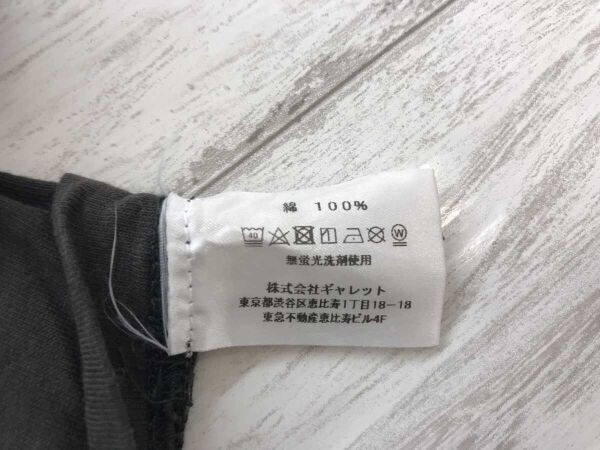 綿 100%
40 W
無蛍光洗剤使用
株式会社ギャレット
東京都渋谷区恵比寿1丁目18-18
東急不動産恵比寿ビル4F